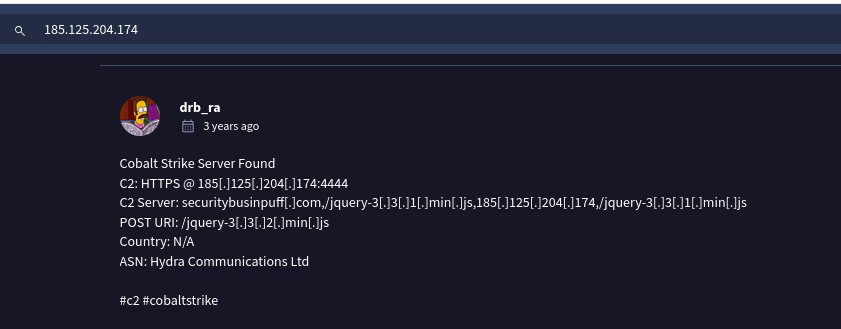 185.125.204.174
drb_ra
3 years ago
Cobalt Strike Server Found
C2: HTTPS @ 185[.]125[.]204[.]174:4444
C2 Server: securitybusinpuff[.]com,/jquery-3[.]3[.]1[.]min[.]js,185[.]125[.]204[.]174,/jquery-3[.]3[.]1[.]min[.]js
POST URI: /jquery-3[.]3[.]2[.]min[.]js
Country: N/A
ASN: Hydra Communications Ltd
#c2 #cobaltstrike